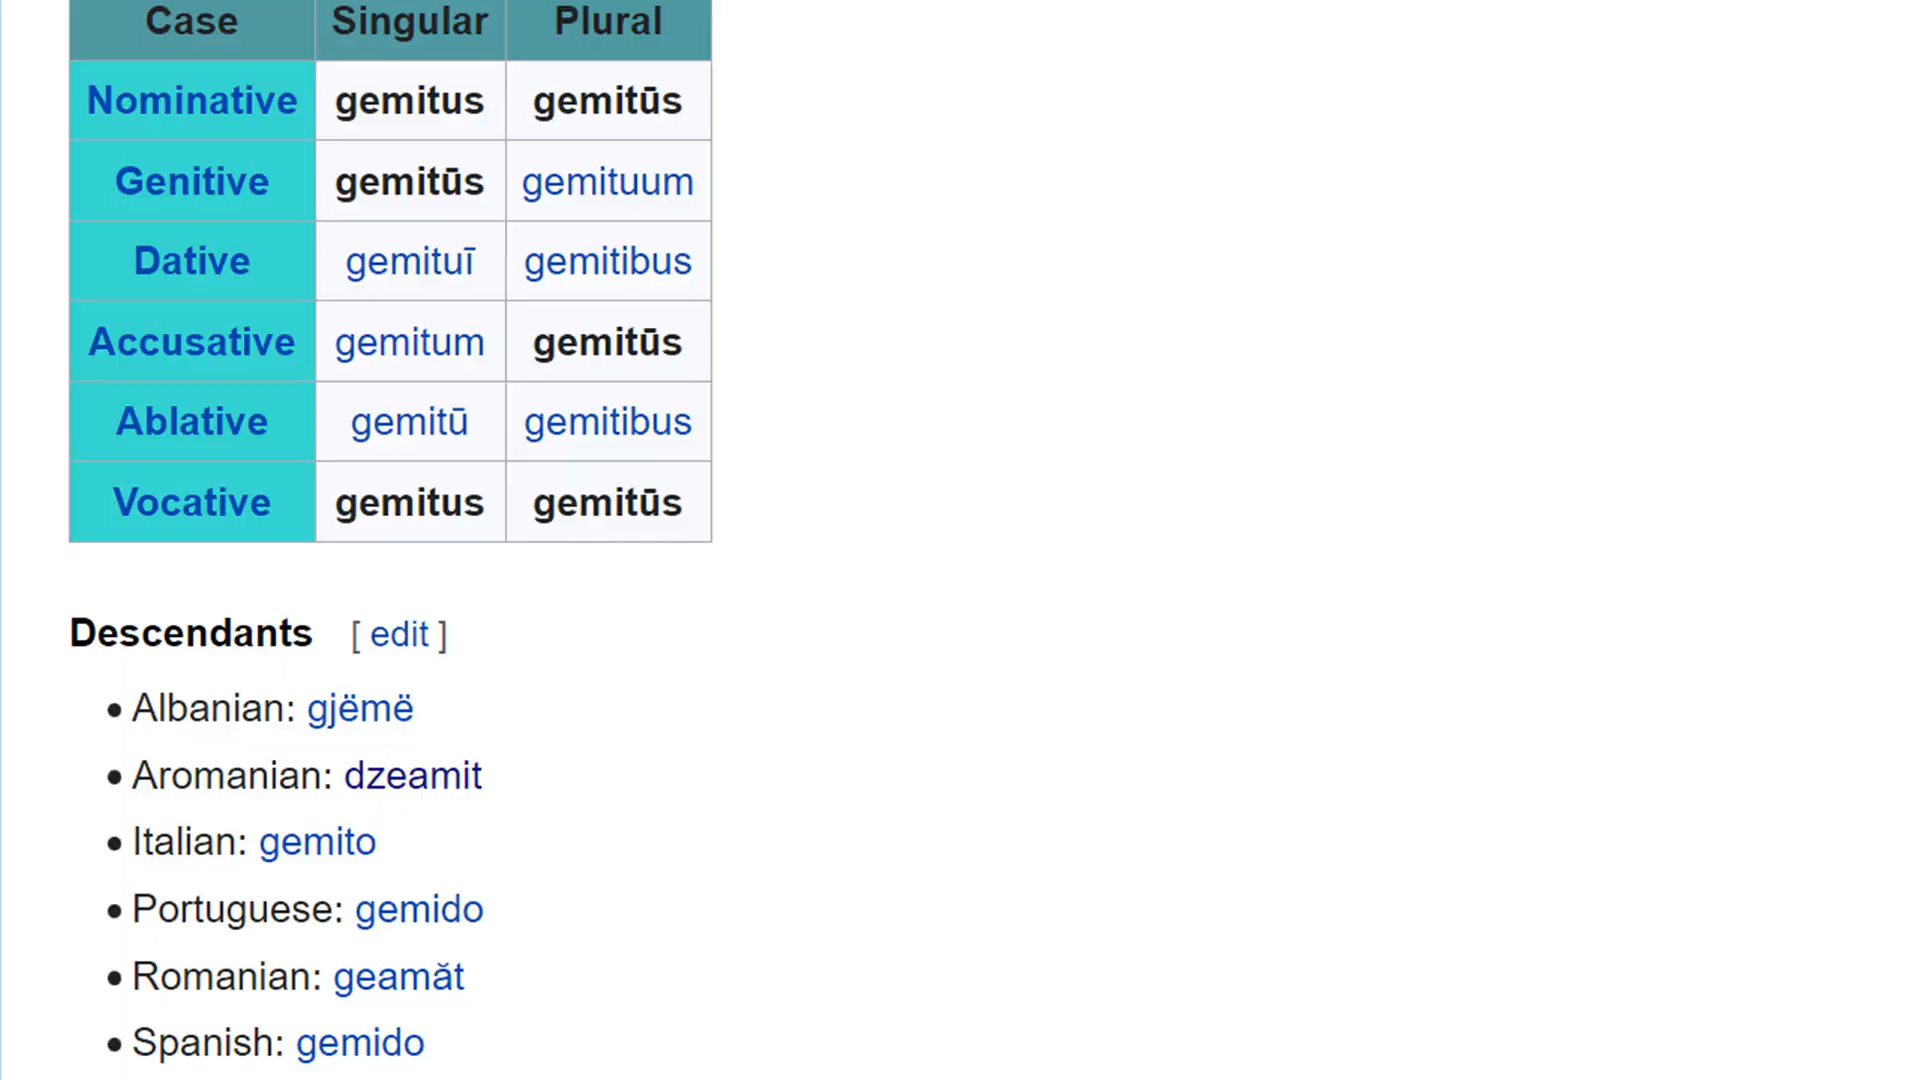 Case Singular Plural
Nominative gemitus gemitūs
Genitive gemitūs gemituum
Dative gemituī gemitibus
Accusative gemitum gemitūs
Ablative gemitū gemitibus
Vocative gemitus gemitūs
Descendants [ edit ]
• Albanian: gjëmë
• Aromanian: dzeamit
• Italian: gemito
• Portuguese: gemido
• Romanian: geamăt
• Spanish: gemido